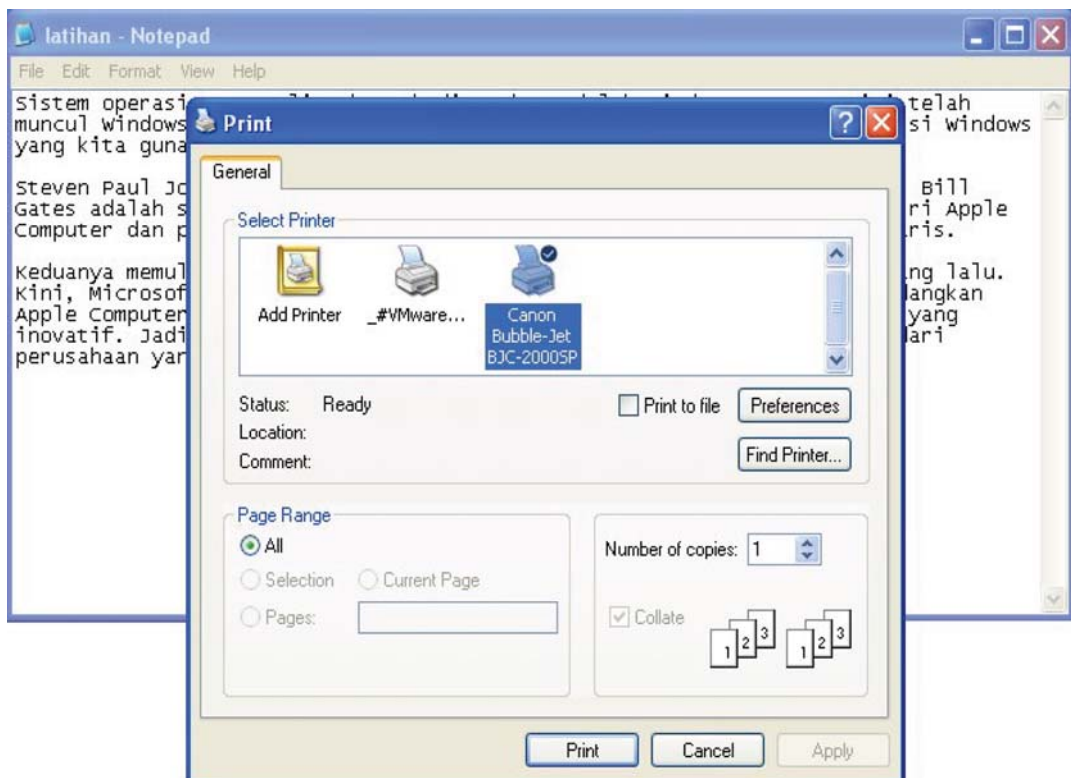 latihan - Notepad
File Edit Format View Help
Sistem operasi telah
muncul Windows si Windows
yang kita guna
Steven Paul Jo Bill
Gates adalah s ri Apple
Computer dan p ris.
Keduanya memul ng lalu.
Kini, Microsof angkan
Apple Computer yang
inovatif. Jadi ari
perusahaan yan
Print
General
Select Printer
Add Printer
_#VMware...
Canon
Bubble-Jet
BJC-2000SP
Status: Ready
Print to file
Preferences
Location:
Comment:
Find Printer...
Page Range
All
Selection
Current Page
Pages:
Number of copies: 1
Collate
1 2 3 1 2 3
Print Cancel Apply